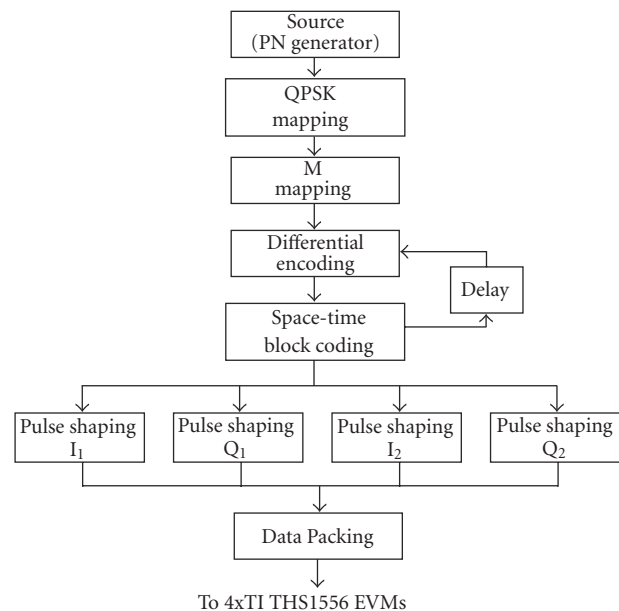 Source
(PN generator)
QPSK
mapping
M
mapping
Differential
encoding
Delay
Space-time
block coding
Pulse shaping
I₁
Pulse shaping
Q₁
Pulse shaping
I₂
Pulse shaping
Q₂
Data Packing
To 4xTI THS1556 EVMs